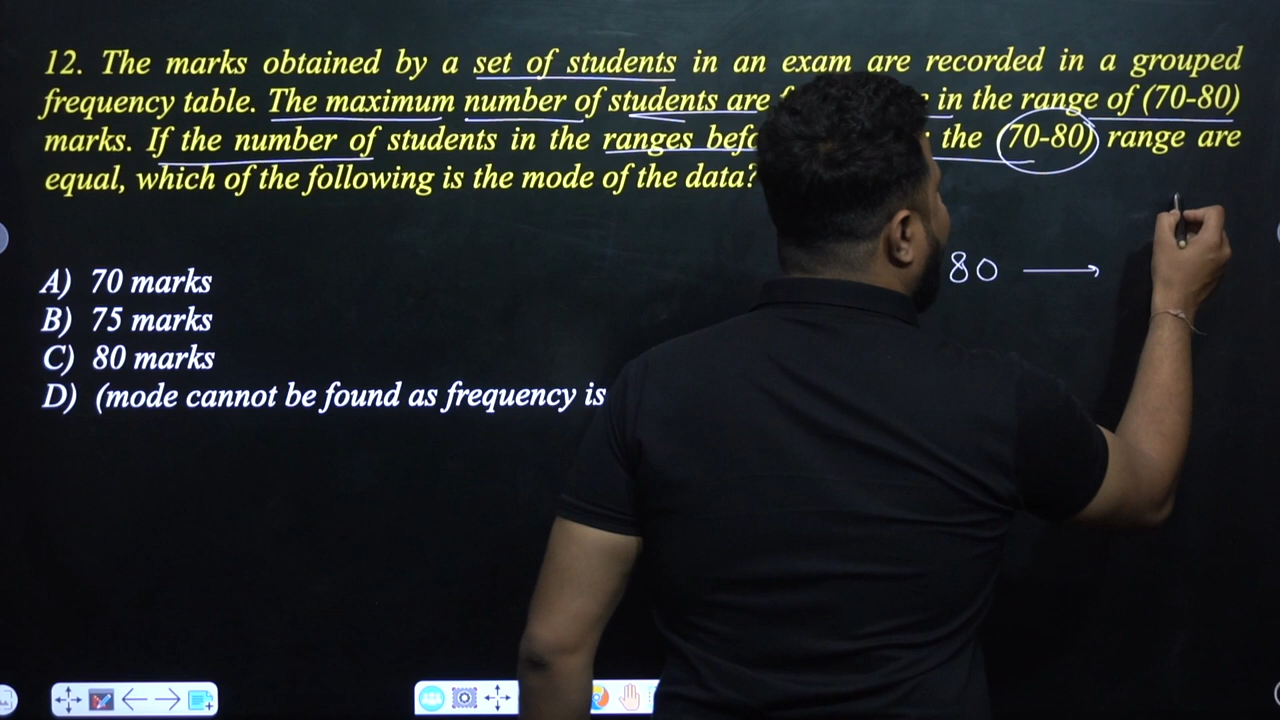 12. The marks obtained by a set of students in an exam are recorded in a grouped
frequency table. The maximum number of students are in the range of (70-80)
marks. If the number of students in the ranges the (70-80) range are
equal, which of the following is the mode of the data?
80
A) 70 marks
B) 75 marks
C) 80 marks
D) (mode cannot be found as frequency is